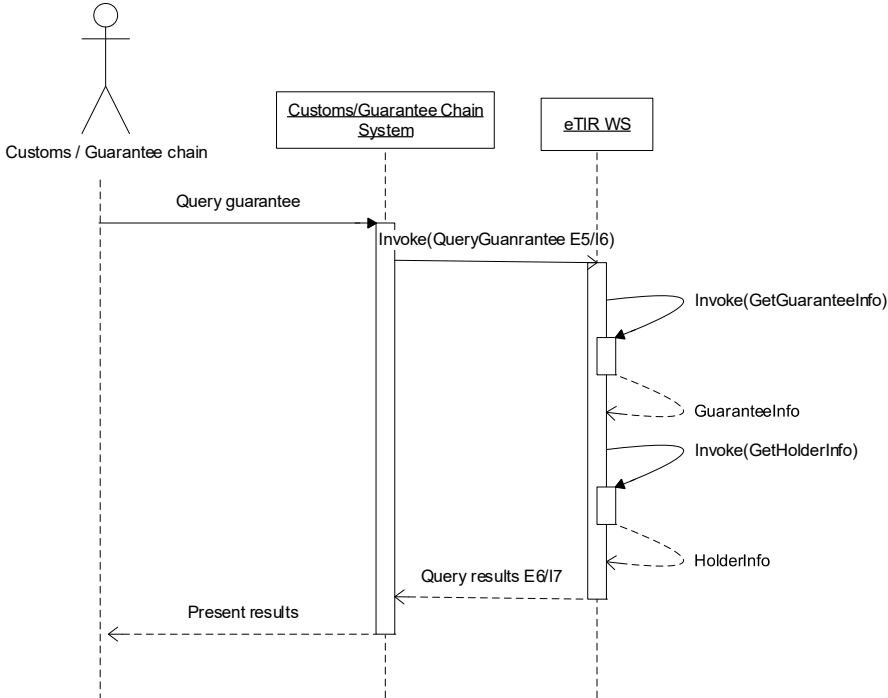 Customs/Guarantee Chain
System
eTIR WS
Customs / Guarantee chain
Query guarantee
Invoke(QueryGuanrantee E5/I6)
Invoke(GetGuaranteeInfo)
GuaranteeInfo
Invoke(GetHolderInfo)
HolderInfo
Query results E6/I7
Present results